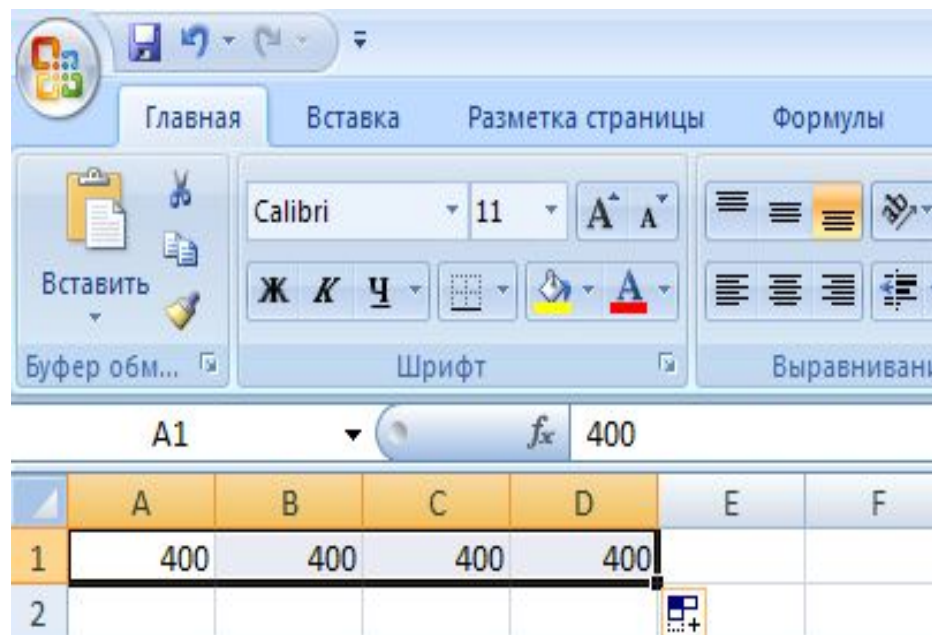 Главная Вставка Разметка страницы Формулы
Calibri 11 A A
Вставить Ж К Ч A
Буфер обм... Шрифт Выравнивани
A1 fx 400
A B C D E F
1 400 400 400 400
2